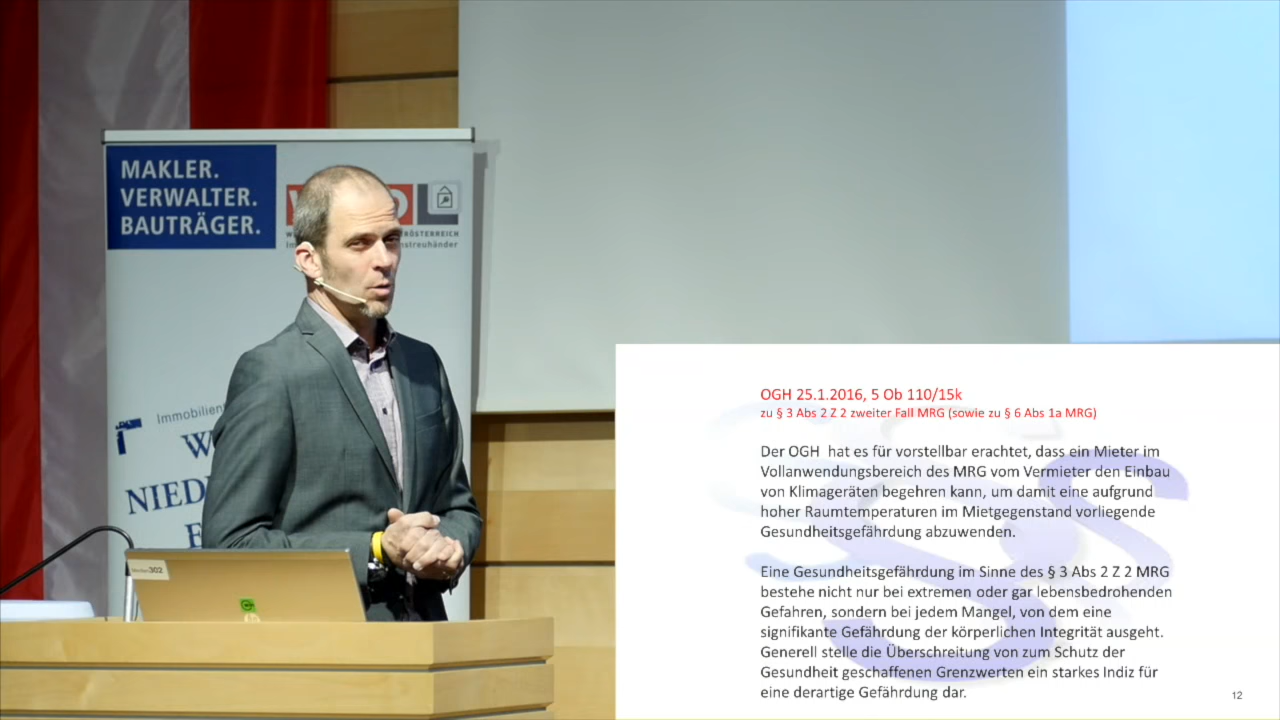 MAKLER.
VERWALTER.
BAUTRÄGER.
Immobilien
NIED
302
OGH 25.1.2016, 5 Ob 110/15k
zu § 3 Abs 2 Z 2 zweiter Fall MRG (sowie zu § 6 Abs 1a MRG)
Der OGH hat es für vorstellbar erachtet, dass ein Mieter im
Vollanwendungsbereich des MRG vom Vermieter den Einbau
von Klimageräten begehren kann, um damit eine aufgrund
hoher Raumtemperaturen im Mietgegenstand vorliegende
Gesundheitsgefährdung abzuwenden.
Eine Gesundheitsgefährdung im Sinne des § 3 Abs 2 Z 2 MRG
bestehe nicht nur bei extremen oder gar lebensbedrohenden
Gefahren, sondern bei jedem Mangel, von dem eine
signifikante Gefährdung der körperlichen Integrität ausgeht.
Generell stelle die Überschreitung von zum Schutz der
Gesundheit geschaffenen Grenzwerten ein starkes Indiz für
eine derartige Gefährdung dar.
12